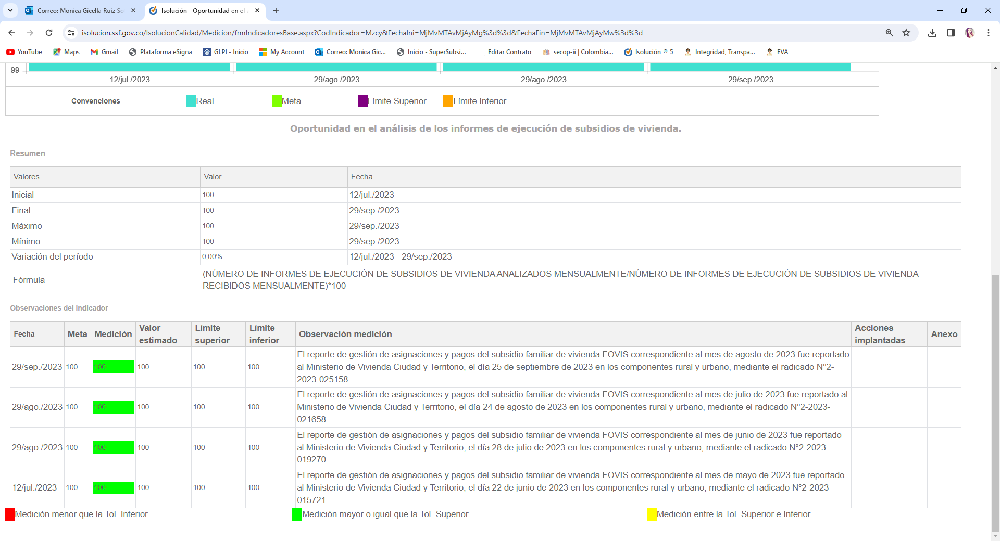 Correo: Monica Gicella Ruiz So
Isolución - Oportunidad en el a
isolucion.ssf.gov.co/IsolucionCalidad/Medicion/frmIndicadoresBase.aspx?CodIndicador=Mzcy&FechaIni=MjMvMTAvMjAyMg%3d%3d&FechaFin=MjMvMTAvMjAyMw%3d%3d
YouTube Maps Gmail Plataforma eSigna GLPI - Inicio My Account Correo: Monica Gic... Inicio - SuperSubsi... Editar Contrato secop-ii | Colombia... Isolución ® 5 Integridad, Transpa... EVA
99
12/jul./2023 29/ago./2023 29/ago./2023 29/sep./2023
Convenciones Real Meta Límite Superior Límite Inferior
Oportunidad en el análisis de los informes de ejecución de subsidios de vivienda.
Resumen
Valores Valor Fecha
Inicial 100 12/jul./2023
Final 100 29/sep./2023
Máximo 100 29/sep./2023
Mínimo 100 29/sep./2023
Variación del período 0,00% 12/jul./2023 - 29/sep./2023
Fórmula (NÚMERO DE INFORMES DE EJECUCIÓN DE SUBSIDIOS DE VIVIENDA ANALIZADOS MENSUALMENTE/NÚMERO DE INFORMES DE EJECUCIÓN DE SUBSIDIOS DE VIVIENDA
RECIBIDOS MENSUALMENTE)*100
Observaciones del Indicador
Fecha Meta Medición Valor estimado Límite superior Límite inferior Observación medición Acciones implantadas Anexo
29/sep./2023 100 100 100 100 100 El reporte de gestión de asignaciones y pagos del subsidio familiar de vivienda FOVIS correspondiente al mes de agosto de 2023 fue reportado
al Ministerio de Vivienda Ciudad y Territorio, el día 25 de septiembre de 2023 en los componentes rural y urbano, mediante el radicado N°2-
2023-025158.
29/ago./2023 100 100 100 100 100 El reporte de gestión de asignaciones y pagos del subsidio familiar de vivienda FOVIS correspondiente al mes de julio de 2023 fue reportado al
Ministerio de Vivienda Ciudad y Territorio, el día 24 de agosto de 2023 en los componentes rural y urbano, mediante el radicado N°2-2023-
021658.
29/ago./2023 100 100 100 100 100 El reporte de gestión de asignaciones y pagos del subsidio familiar de vivienda FOVIS correspondiente al mes de junio de 2023 fue reportado
al Ministerio de Vivienda Ciudad y Territorio, el día 28 de julio de 2023 en los componentes rural y urbano, mediante el radicado N°2-2023-
019270.
12/jul./2023 100 100 100 100 100 El reporte de gestión de asignaciones y pagos del subsidio familiar de vivienda FOVIS correspondiente al mes de mayo de 2023 fue reportado
al Ministerio de Vivienda Ciudad y Territorio, el día 22 de junio de 2023 en los componentes rural y urbano, mediante el radicado N°2-2023-
015721.
Medición menor que la Tol. Inferior Medición mayor o igual que la Tol. Superior Medición entre la Tol. Superior e Inferior